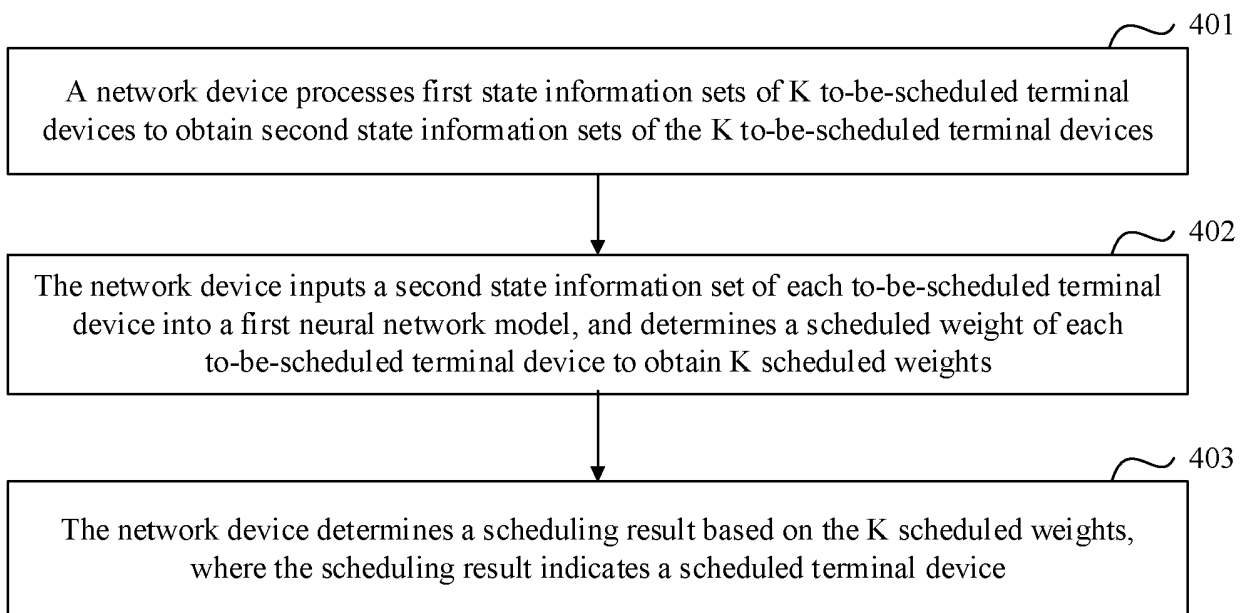 401
A network device processes first state information sets of K to-be-scheduled terminal
devices to obtain second state information sets of the K to-be-scheduled terminal devices
402
The network device inputs a second state information set of each to-be-scheduled terminal
device into a first neural network model, and determines a scheduled weight of each
to-be-scheduled terminal device to obtain K scheduled weights
403
The network device determines a scheduling result based on the K scheduled weights,
where the scheduling result indicates a scheduled terminal device